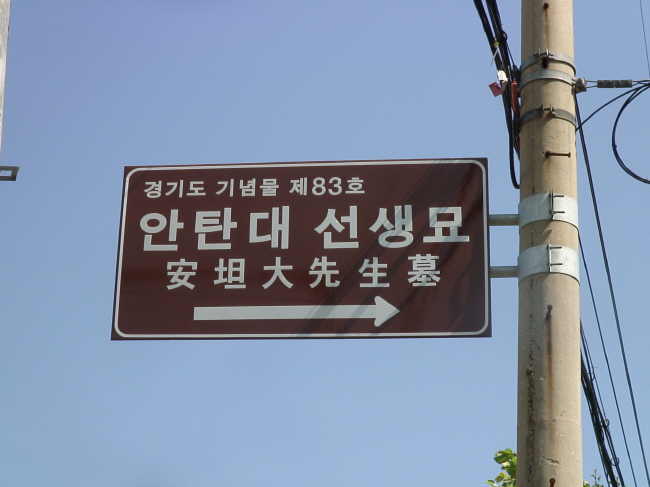 경기도 기념물 제83호
안탄대 선생묘
安坦大先生墓